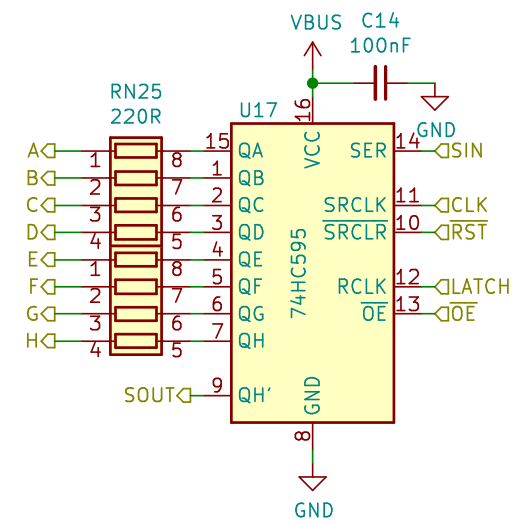 VBUS
C14
100nF
GND
RN25
220R
U17
16
VCC
A 1 8 15 QA
B 2 7 1 QB
C 3 6 2 QC
D 4 5 3 QD
E 1 8 4 QE
F 2 7 5 QF
G 3 6 6 QG
H 4 5 7 QH
SOUT 9 QH'
74HC595
SER 14 SIN
SRCLK 11 CLK
SRCLR 10 RST
RCLK 12 LATCH
OE 13 OE
GND
8
GND